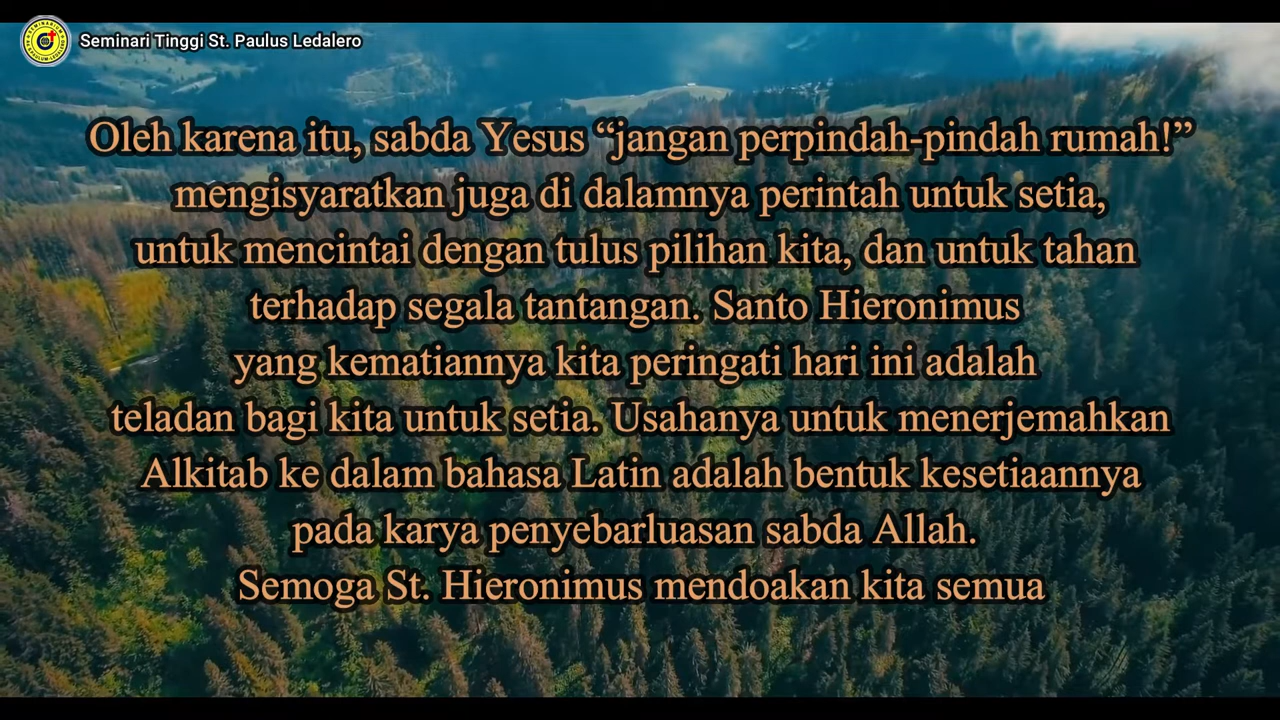 Seminari Tinggi St. Paulus Ledalero
Oleh karena itu, sabda Yesus “jangan perpindah-pindah rumah!”
mengisyaratkan juga di dalamnya perintah untuk setia,
untuk mencintai dengan tulus pilihan kita, dan untuk tahan
terhadap segala tantangan. Santo Hieronimus
yang kematiannya kita peringati hari ini adalah
teladan bagi kita untuk setia. Usahanya untuk menerjemahkan
Alkitab ke dalam bahasa Latin adalah bentuk kesetiaannya
pada karya penyebarluasan sabda Allah.
Semoga St. Hieronimus mendoakan kita semua